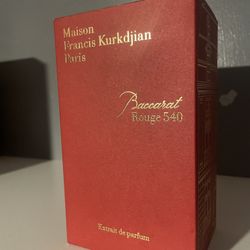 Maison
Francis Kurkdjian
Paris
Baccarat
Rouge 540
Extrait de parfum